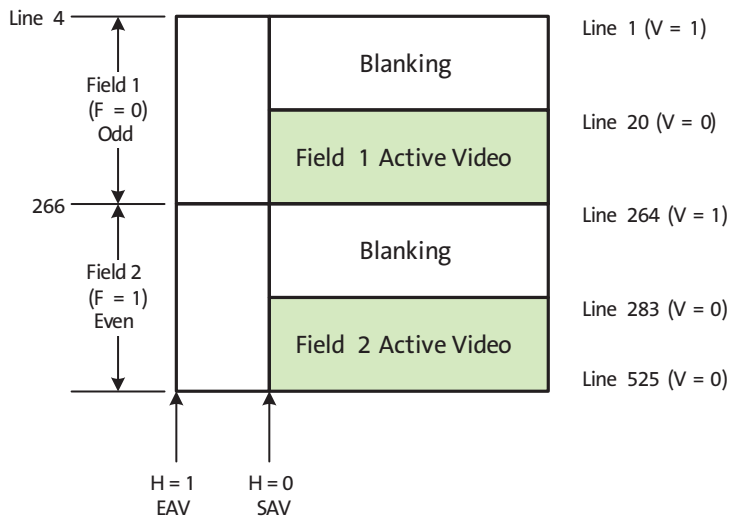 Line 4
Field 1
(F = 0)
Odd
266
Field 2
(F = 1)
Even
Blanking
Field 1 Active Video
Blanking
Field 2 Active Video
Line 1 (V = 1)
Line 20 (V = 0)
Line 264 (V = 1)
Line 283 (V = 0)
Line 525 (V = 0)
H = 1
EAV
H = 0
SAV